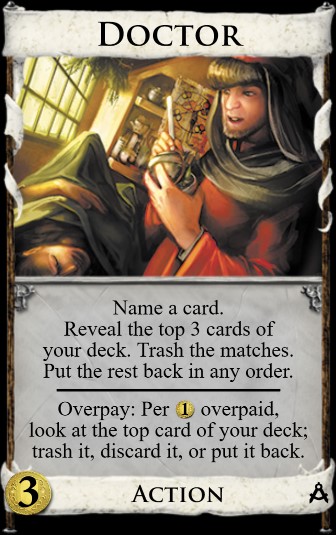 DOCTOR
Name a card.
Reveal the top 3 cards of
your deck. Trash the matches.
Put the rest back in any order.
Overpay: Per 1 overpaid,
look at the top card of your deck;
trash it, discard it, or put it back.
3 ACTION